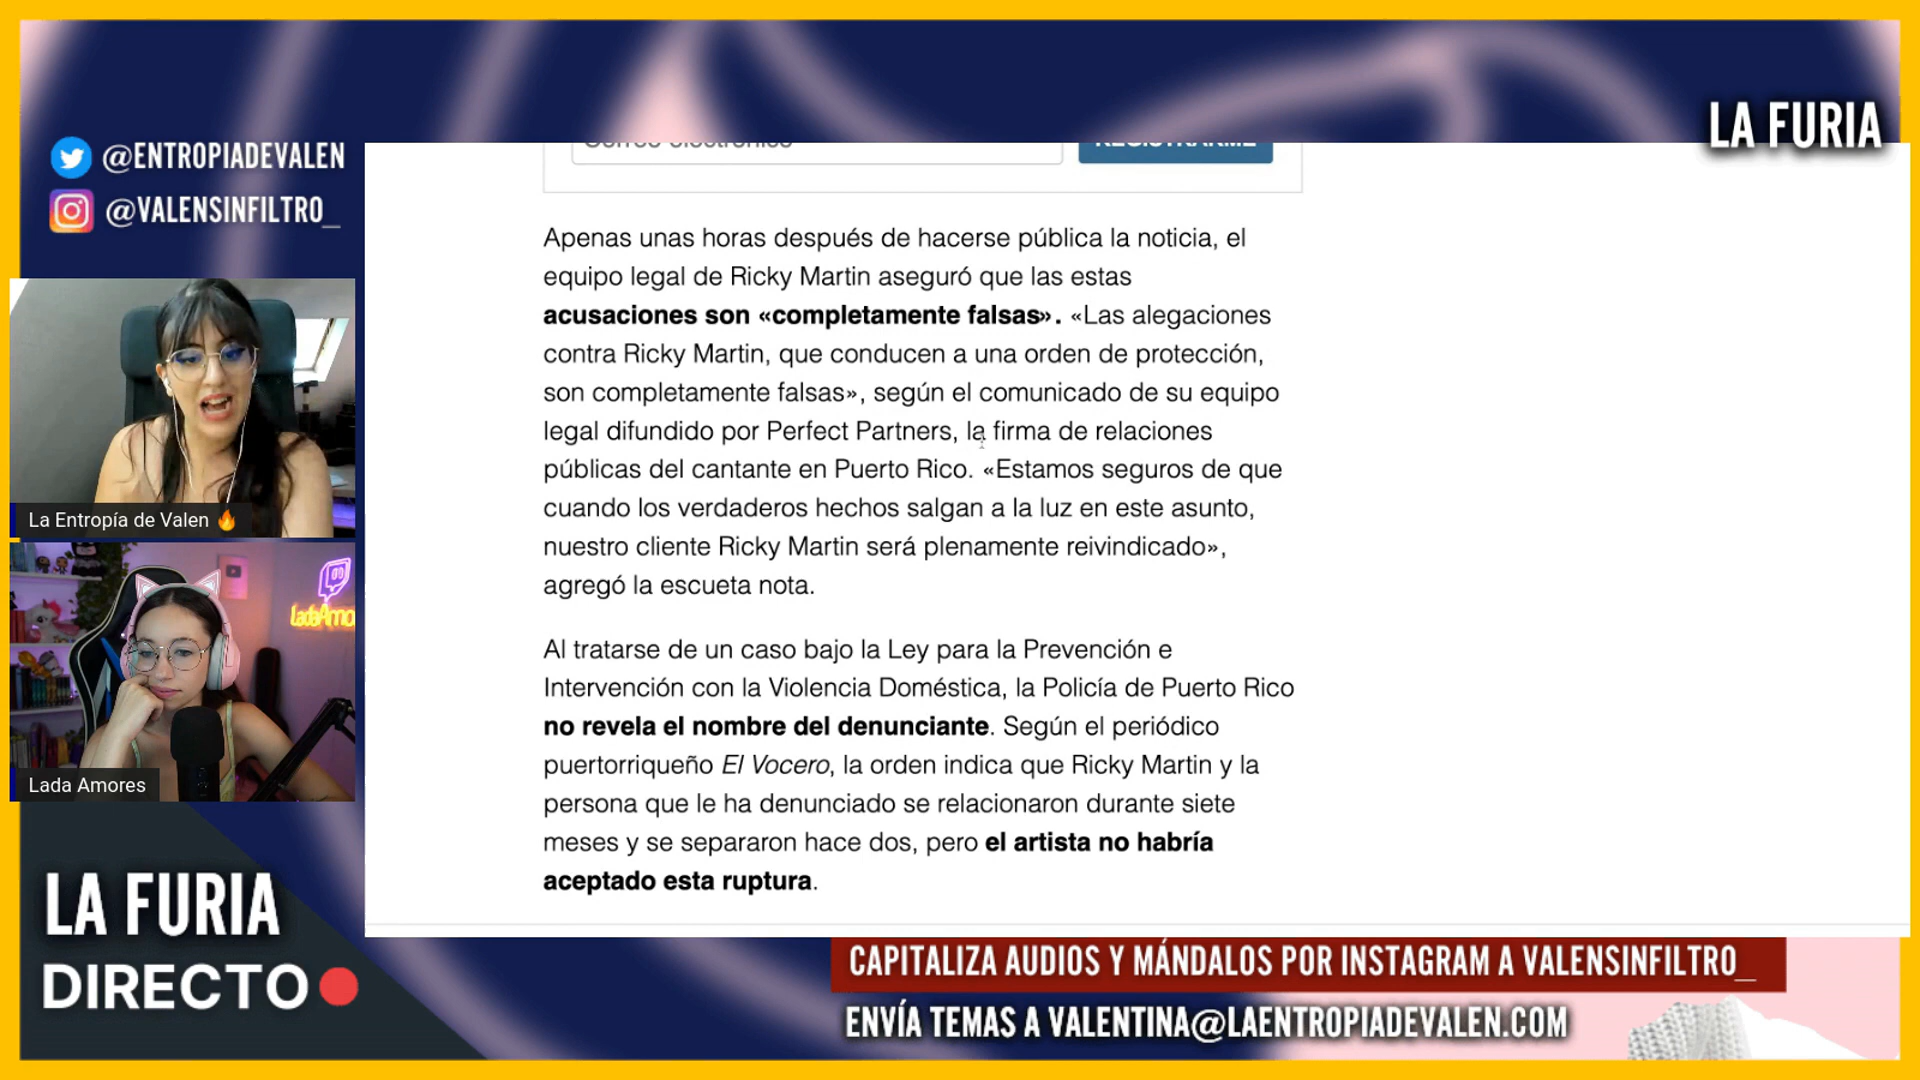 LA FURIA
@ENTROPIADEVALEN
@VALENSINFILTRO_
Correo electrónico
REGISTRARME
Apenas unas horas después de hacerse pública la noticia, el
equipo legal de Ricky Martin aseguró que las estas
acusaciones son «completamente falsas». «Las alegaciones
contra Ricky Martin, que conducen a una orden de protección,
son completamente falsas», según el comunicado de su equipo
legal difundido por Perfect Partners, la firma de relaciones
públicas del cantante en Puerto Rico. «Estamos seguros de que
cuando los verdaderos hechos salgan a la luz en este asunto,
nuestro cliente Ricky Martin será plenamente reivindicado»,
agregó la escueta nota.
Al tratarse de un caso bajo la Ley para la Prevención e
Intervención con la Violencia Doméstica, la Policía de Puerto Rico
no revela el nombre del denunciante. Según el periódico
puertorriqueño El Vocero, la orden indica que Ricky Martin y la
persona que le ha denunciado se relacionaron durante siete
meses y se separaron hace dos, pero el artista no habría
aceptado esta ruptura.
La Entropía de Valen 🔥
ladaAmo
Lada Amores
LA FURIA
DIRECTO
CAPITALIZA AUDIOS Y MÁNDALOS POR INSTAGRAM A VALENSINFILTRO_
ENVÍA TEMAS A VALENTINA@LAENTROPIADEVALEN.COM